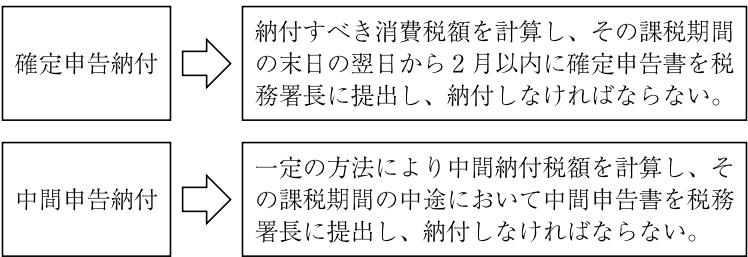 確定申告納付
納付すべき消費税額を計算し、その課税期間
の末日の翌日から２月以内に確定申告書を税
務署長に提出し、納付しなければならない。
中間申告納付
一定の方法により中間納付税額を計算し、そ
の課税期間の中途において中間申告書を税務
署長に提出し、納付しなければならない。